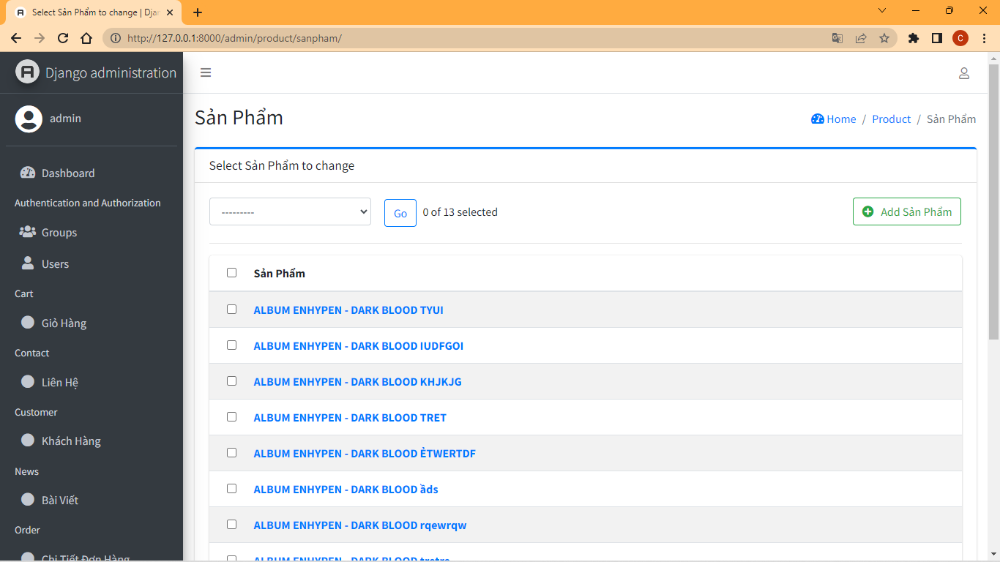 Select Sản Phẩm to change | Djan
http://127.0.0.1:8000/admin/product/sanpham/
C
Django administration
admin
Dashboard
Authentication and Authorization
Groups
Users
Cart
Giỏ Hàng
Contact
Liên Hệ
Customer
Khách Hàng
News
Bài Viết
Order
Chi Tiết Đơn Hàng
Sản Phẩm
Home / Product / Sản Phẩm
Select Sản Phẩm to change
---------
Go
0 of 13 selected
Add Sản Phẩm
Sản Phẩm
ALBUM ENHYPEN - DARK BLOOD TYUI
ALBUM ENHYPEN - DARK BLOOD IUDFGOI
ALBUM ENHYPEN - DARK BLOOD KHJKJG
ALBUM ENHYPEN - DARK BLOOD TRET
ALBUM ENHYPEN - DARK BLOOD ẺTWERTDF
ALBUM ENHYPEN - DARK BLOOD ầds
ALBUM ENHYPEN - DARK BLOOD rqewrqw
ALBUM ENHYPEN - DARK BLOOD